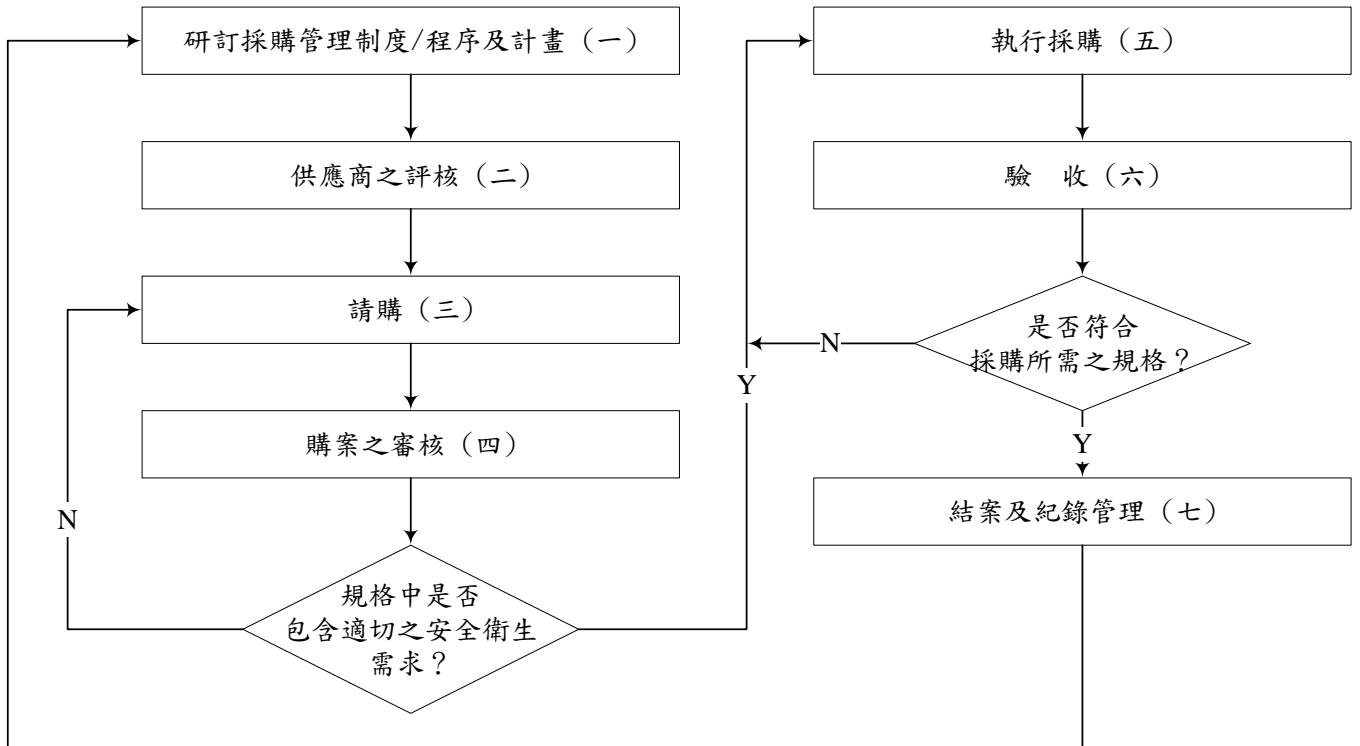 研訂採購管理制度/程序及計畫（一）
供應商之評核（二）
請購（三）
購案之審核（四）
N
規格中是否
包含適切之安全衛生
需求？
Y
執行採購（五）
驗　收（六）
是否符合
採購所需之規格？
N
Y
結案及紀錄管理（七）